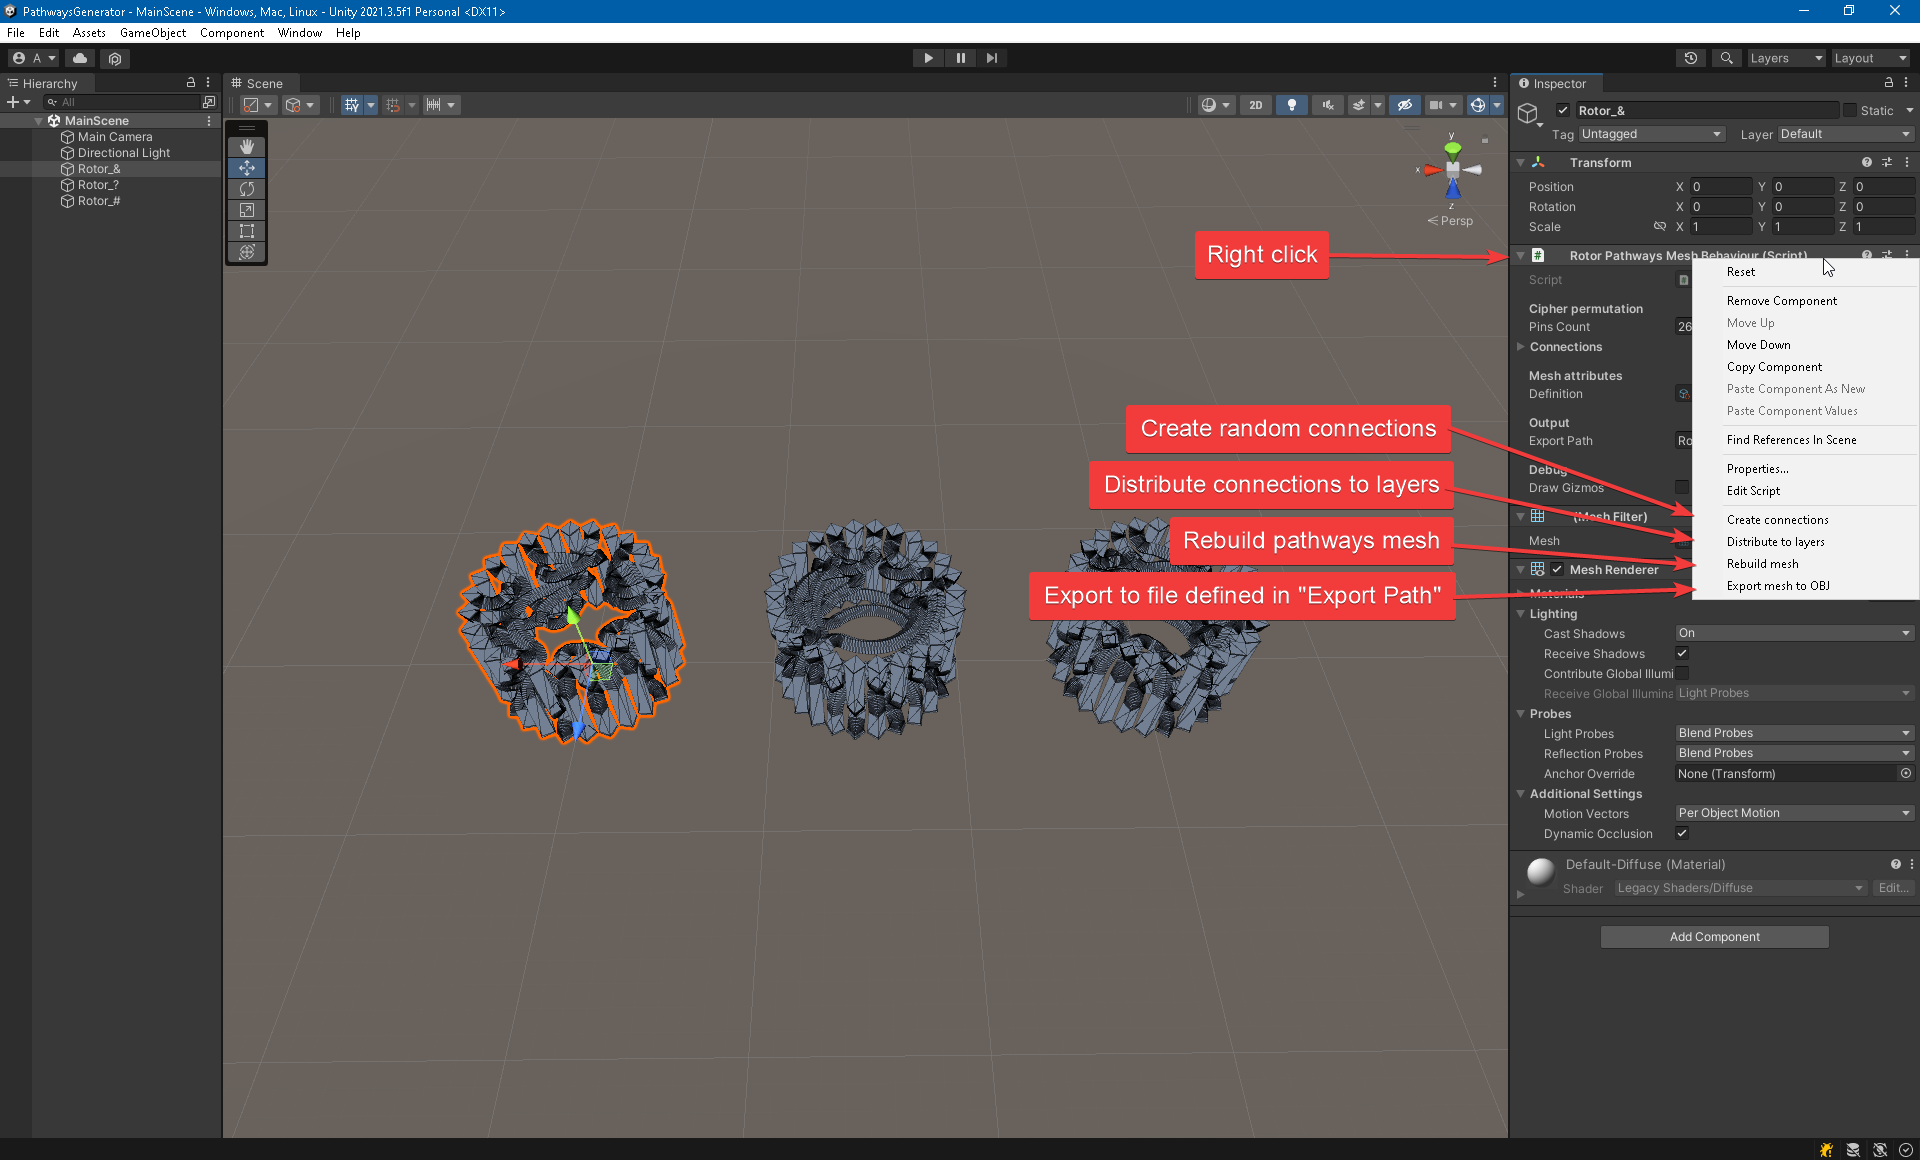 PathwaysGenerator - MainScene - Windows, Mac, Linux - Unity 2021.3.5f1 Personal <DX11>
File Edit Assets GameObject Component Window Help
A
Layers Layout
Hierarchy
All
MainScene
Main Camera
Directional Light
Rotor_&
Rotor_?
Rotor_#
Scene
2D
y
x
z
Persp
Right click
Create random connections
Distribute connections to layers
Rebuild pathways mesh
Export to file defined in "Export Path"
Inspector
Rotor_& Static
Tag Untagged Layer Default
Transform
Position X 0 Y 0 Z 0
Rotation X 0 Y 0 Z 0
Scale X 1 Y 1 Z 1
# Rotor Pathways Mesh Behaviour (Script)
Script
Cipher permutation
Pins Count 26
Connections
Mesh attributes
Definition
Output
Export Path Ro
Debug
Draw Gizmos
(Mesh Filter)
Mesh
Mesh Renderer
Materials
Reset
Remove Component
Move Up
Move Down
Copy Component
Paste Component As New
Paste Component Values
Find References In Scene
Properties...
Edit Script
Create connections
Distribute to layers
Rebuild mesh
Export mesh to OBJ
Lighting
Cast Shadows On
Receive Shadows
Contribute Global Illumi
Receive Global Illumina Light Probes
Probes
Light Probes Blend Probes
Reflection Probes Blend Probes
Anchor Override None (Transform)
Additional Settings
Motion Vectors Per Object Motion
Dynamic Occlusion
Default-Diffuse (Material)
Shader Legacy Shaders/Diffuse Edit...
Add Component